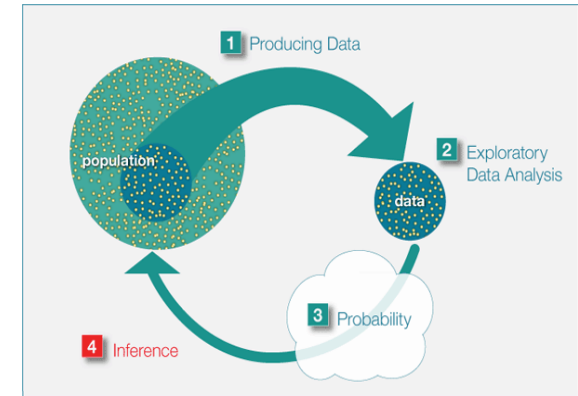 1 Producing Data
population
2 Exploratory
Data Analysis
data
3 Probability
4 Inference